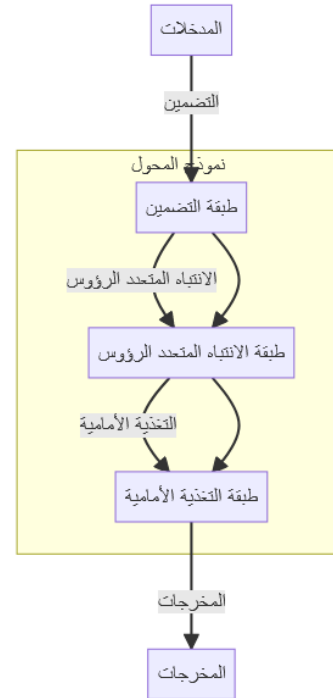 المدخلات
التضمين
نموذج المحول
طبقة التضمين
الانتباه المتعدد الرؤوس
طبقة الانتباه المتعدد الرؤوس
التغذية الأمامية
طبقة التغذية الأمامية
المخرجات
المخرجات